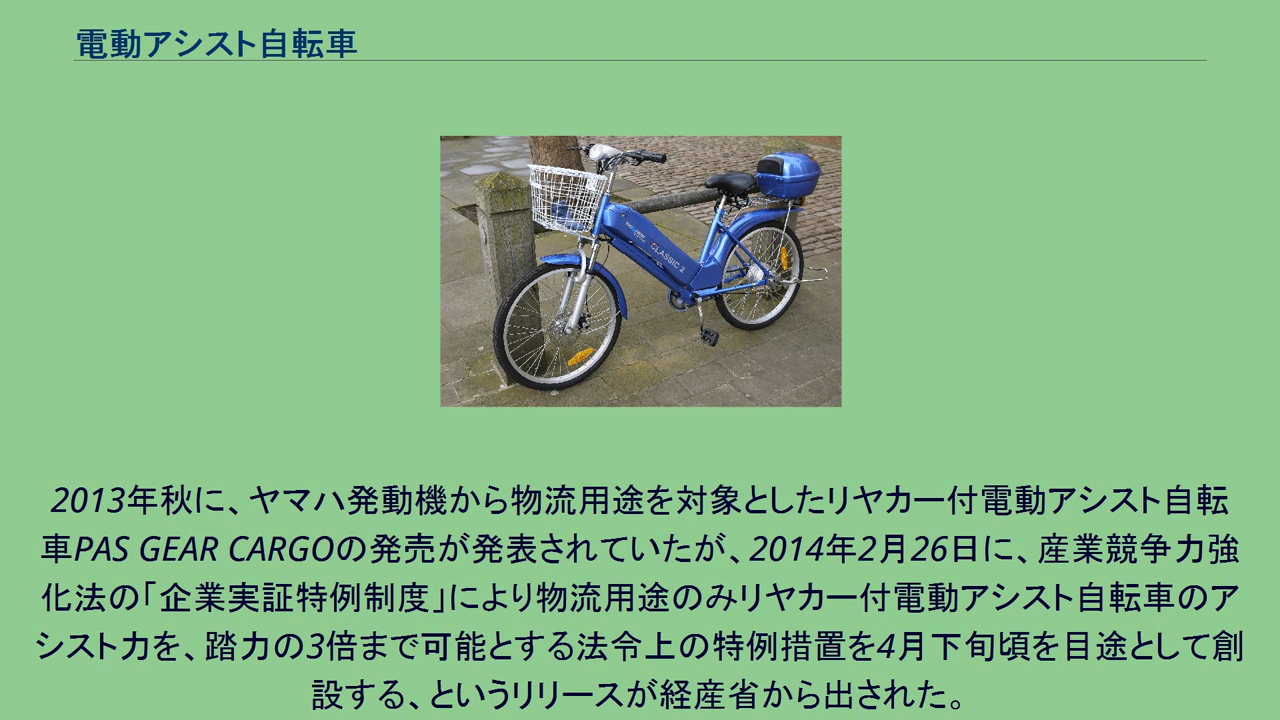 電動アシスト自転車
CLASSIC 2
2013年秋に、ヤマハ発動機から物流用途を対象としたリヤカー付電動アシスト自転
車PAS GEAR CARGOの発売が発表されていたが、2014年2月26日に、産業競争力強
化法の「企業実証特例制度」により物流用途のみリヤカー付電動アシスト自転車のア
シスト力を、踏力の3倍まで可能とする法令上の特例措置を4月下旬頃を目途として創
設する、というリリースが経産省から出された。